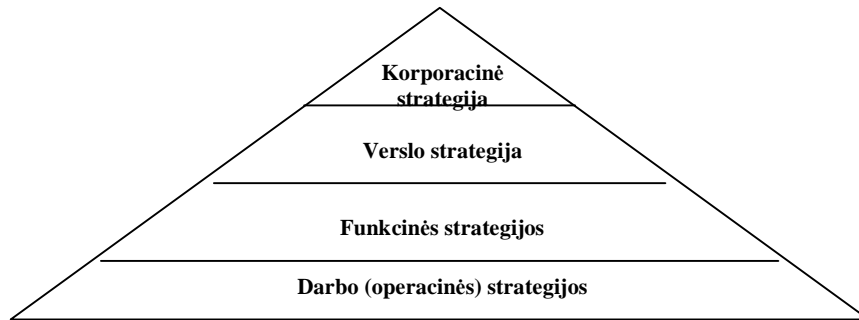 Korporacinė
strategija
Verslo strategija
Funkcinės strategijos
Darbo (operacinės) strategijos